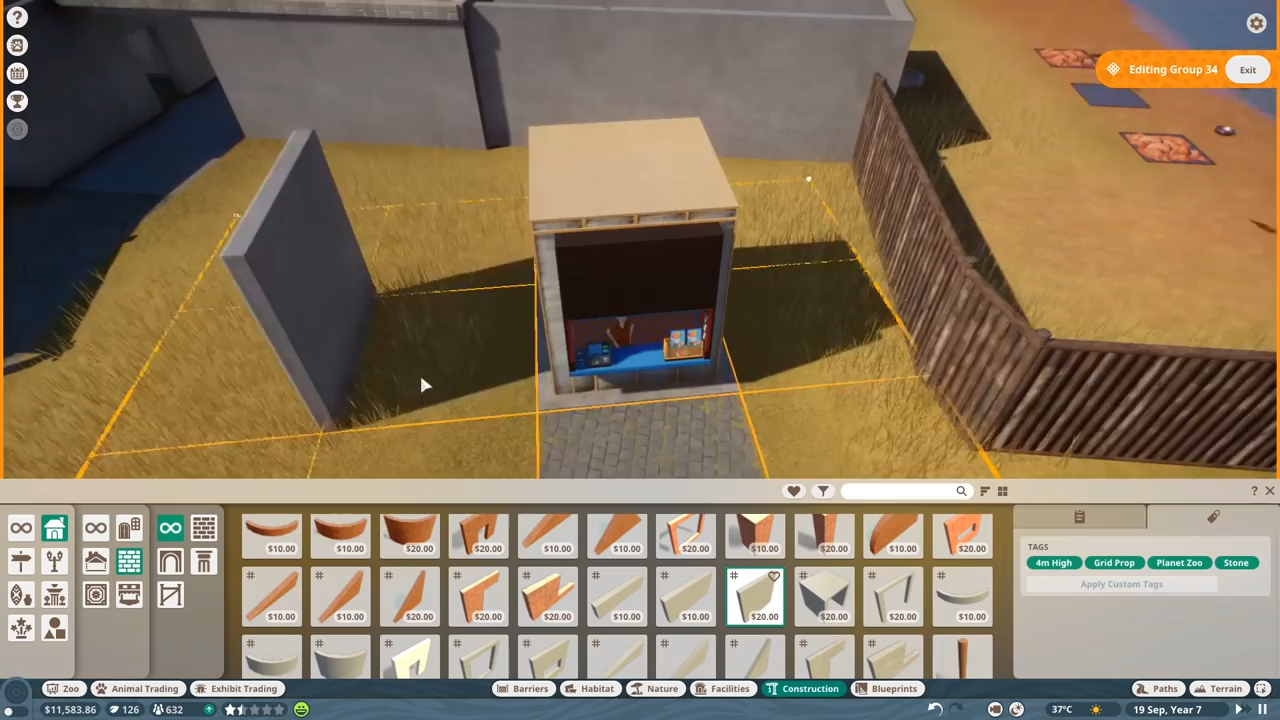 ?
Editing Group 34 Exit
? ×
$10.00 $10.00 $20.00 $20.00 $10.00 $10.00 $20.00 $10.00 $20.00 $20.00 $10.00
# $10.00 # $10.00 # $20.00 # $20.00 # $20.00 # $10.00 # $10.00 # $20.00 # $20.00 # $20.00 # $10.00
# # # # # # # # # #
TAGS
4m High Grid Prop Planet Zoo Stone
Apply Custom Tags
Zoo Animal Trading Exhibit Trading Barriers Habitat Nature Facilities Construction Blueprints Paths Terrain
$11,583.86 126 632 37°C 19 Sep, Year 7